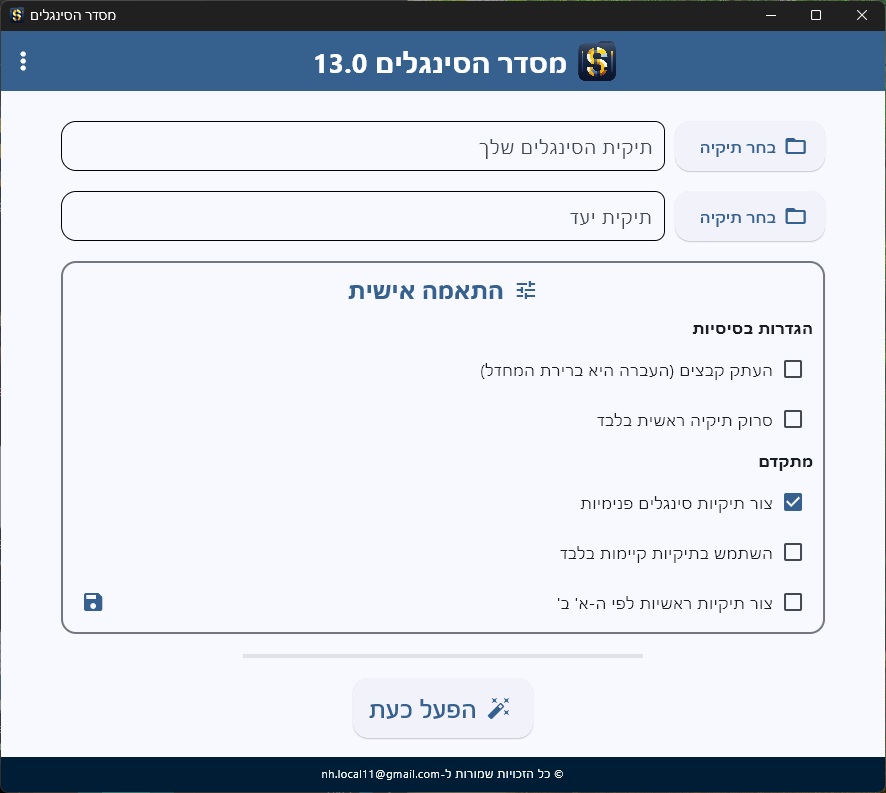 מסדר הסינגלים
מסדר הסינגלים 13.0
בחר תיקיה
תיקית הסינגלים שלך
בחר תיקיה
תיקית יעד
התאמה אישית
הגדרות בסיסיות
העתק קבצים (העברה היא ברירת המחדל)
סרוק תיקיה ראשית בלבד
מתקדם
צור תיקיות סינגלים פנימיות
השתמש בתיקיות קיימות בלבד
צור תיקיות ראשיות לפי ה-א' ב'
הפעל כעת
© כל הזכויות שמורות ל-nh.local11@gmail.com